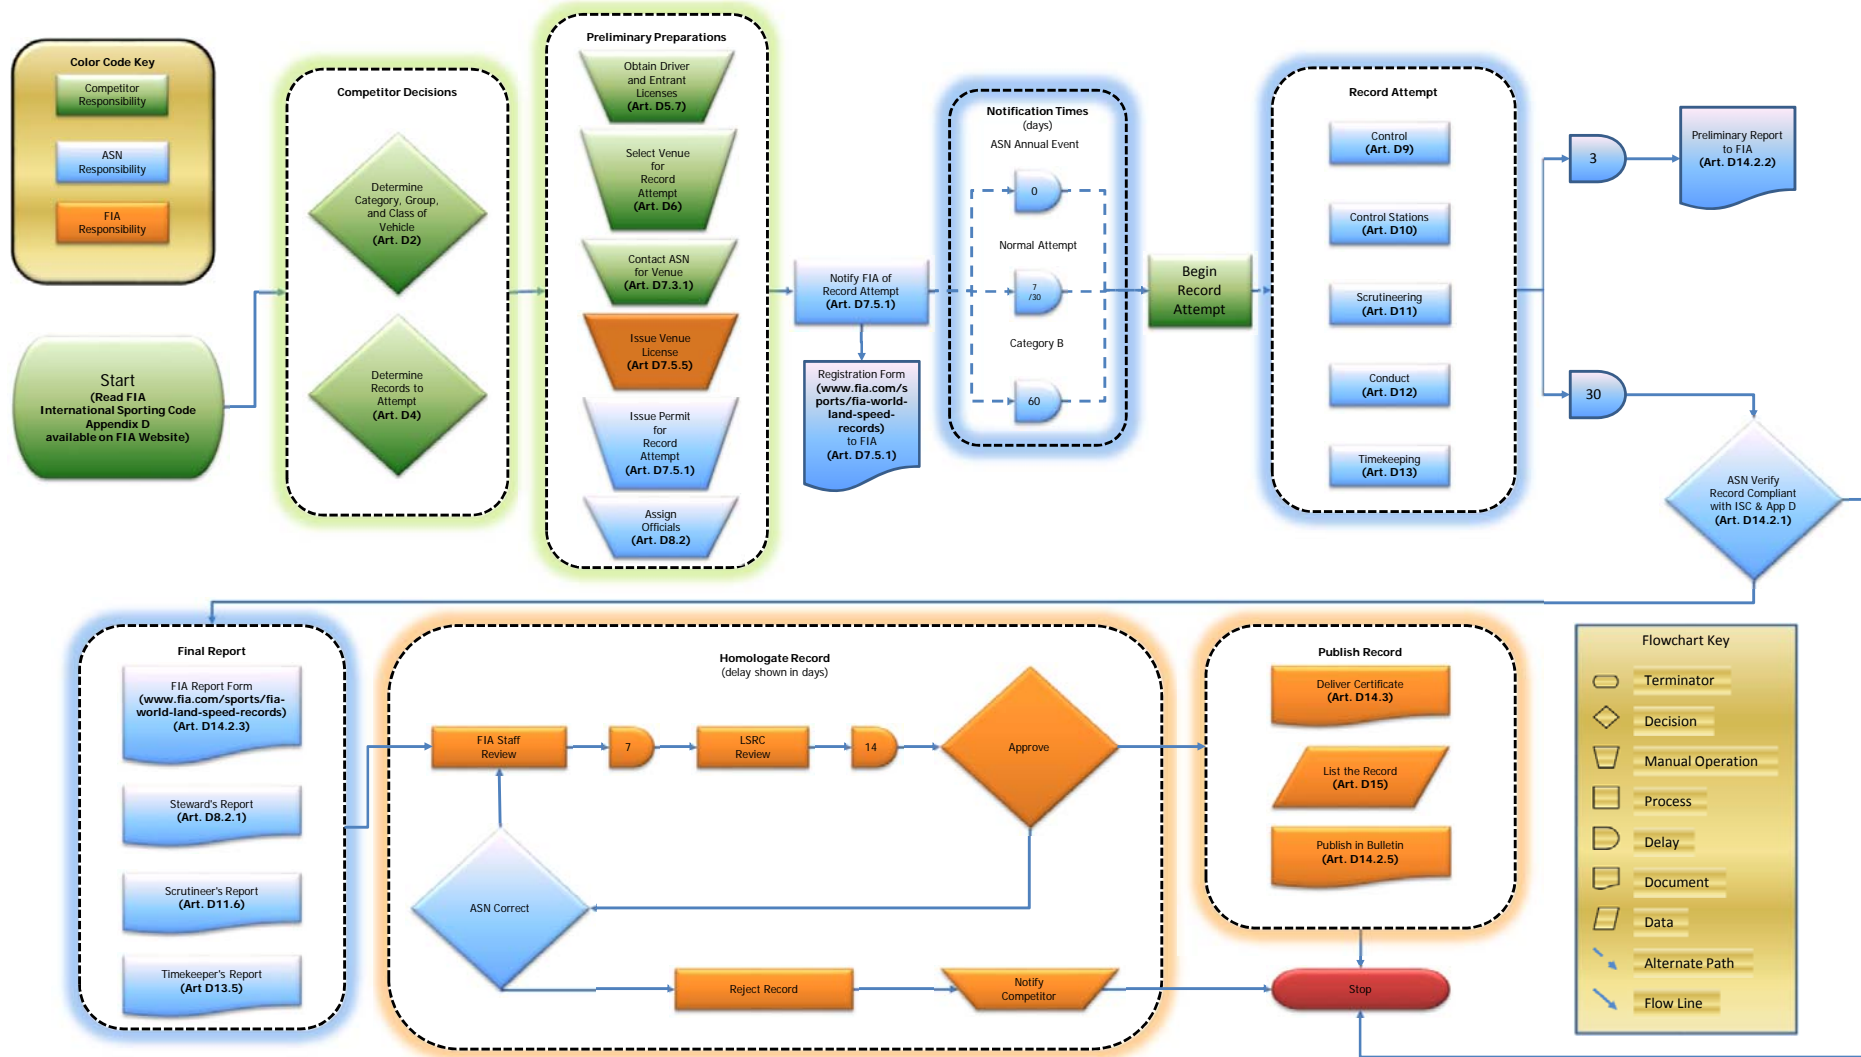 Color Code Key
Competitor
Responsibility
ASN
Responsibility
FIA
Responsibility
Start
(Read FIA
International Sporting Code
Appendix D
available on FIA Website)
Competitor Decisions
Determine
Category, Group,
and Class of
Vehicle
(Art. D2)
Determine
Records to
Attempt
(Art. D4)
Preliminary Preparations
Obtain Driver
and Entrant
Licenses
(Art. D5.7)
Select Venue
for
Record
Attempt
(Art. D6)
Contact ASN
for Venue
(Art. D7.3.1)
Issue Venue
License
(Art D7.5.5)
Issue Permit
for
Record
Attempt
(Art. D7.5.1)
Assign
Officials
(Art. D8.2)
Notify FIA of
Record Attempt
(Art. D7.5.1)
Registration Form
(www.fia.com/s
ports/fia-world-
land-speed-
records)
to FIA
(Art. D7.5.1)
Notification Times
(days)
ASN Annual Event
0
Normal Attempt
7
/30
Category B
60
Begin
Record
Attempt
Record Attempt
Control
(Art. D9)
Control Stations
(Art. D10)
Scrutineering
(Art. D11)
Conduct
(Art. D12)
Timekeeping
(Art. D13)
3
Preliminary Report
to FIA
(Art. D14.2.2)
30
ASN Verify
Record Compliant
with ISC & App D
(Art. D14.2.1)
Final Report
FIA Report Form
(www.fia.com/sports/fia-
world-land-speed-records)
(Art. D14.2.3)
Steward's Report
(Art. D8.2.1)
Scrutineer's Report
(Art. D11.6)
Timekeeper's Report
(Art D13.5)
Homologate Record
(delay shown in days)
FIA Staff
Review
7
LSRC
Review
14
Approve
ASN Correct
Reject Record
Notify
Competitor
Publish Record
Deliver Certificate
(Art. D14.3)
List the Record
(Art. D15)
Publish in Bulletin
(Art. D14.2.5)
Stop
Flowchart Key
Terminator
Decision
Manual Operation
Process
Delay
Document
Data
Alternate Path
Flow Line